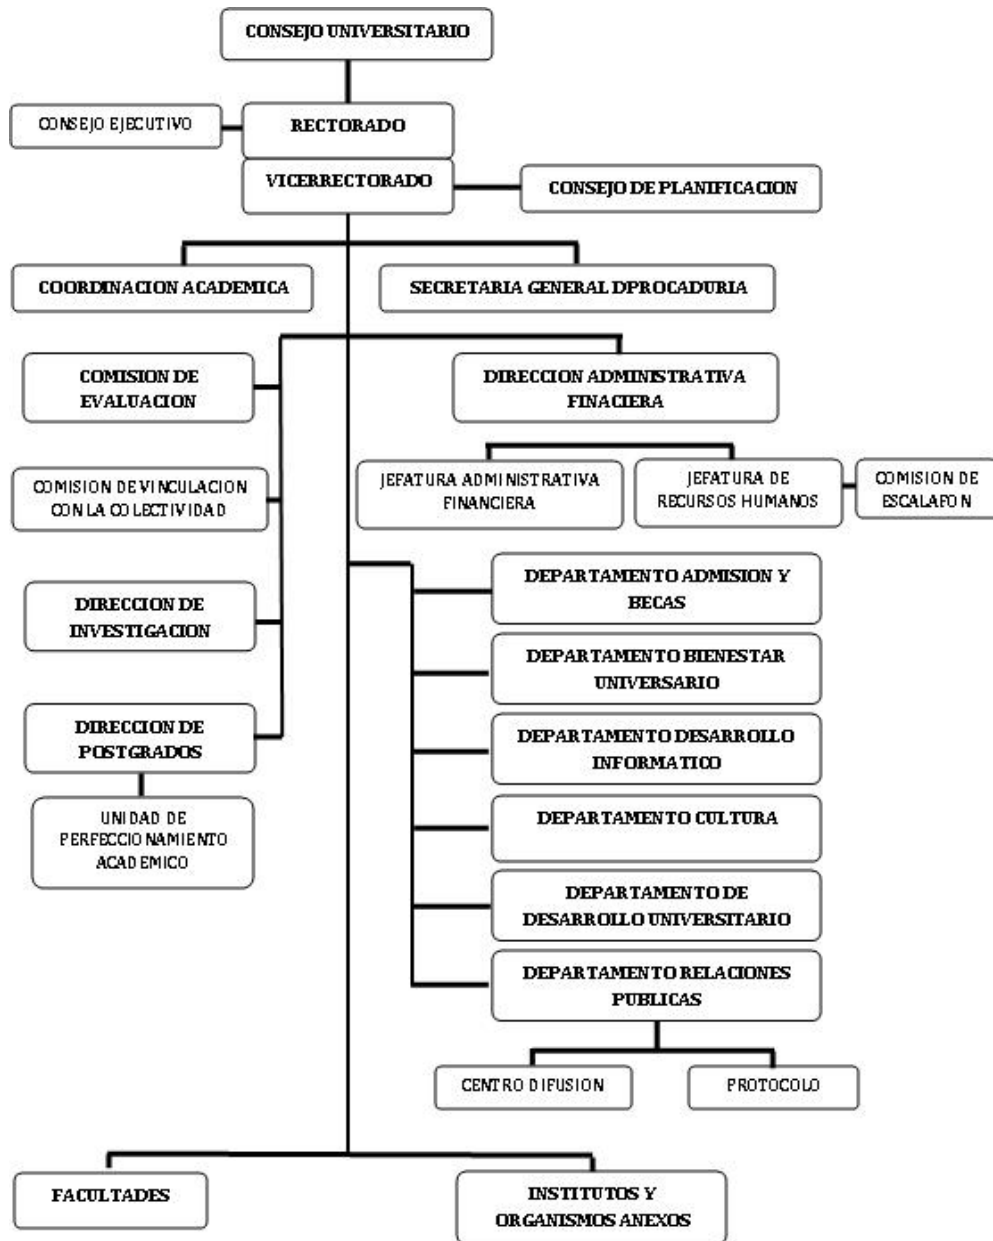 CONSEJO UNIVERSITARIO
CONSEJO EJECUTIVO
RECTORADO
VICERRECTORADO
CONSEJO DE PLANIFICACION
COORDINACION ACADEMICA
SECRETARIA GENERAL DPROCADURIA
COMISION DE
EVALUACION
DIRECCION ADMINISTRATIVA
FINACIERA
COMISION DE VINCULACION
CON LA COLECTIVIDAD
JEFATURA ADMINISTRATIVA
FINANCIERA
JEFATURA DE
RECURSOS HUMANOS
COMISION DE
ESCALAFON
DIRECCION DE
INVESTIGACION
DIRECCION DE
POSTGRADOS
UNIDAD DE
PERFECCIONAMIENTO
ACADEMICO
DEPARTAMENTO ADMISION Y
BECAS
DEPARTAMENTO BIENESTAR
UNIVERSARIO
DEPARTAMENTO DESARROLLO
INFORMATICO
DEPARTAMENTO CULTURA
DEPARTAMENTO DE
DESARROLLO UNIVERSITARIO
DEPARTAMENTO RELACIONES
PUBLICAS
CENTRO DIFUSION
PROTOCOLO
FACULTADES
INSTITUTOS Y
ORGANISMOS ANEXOS